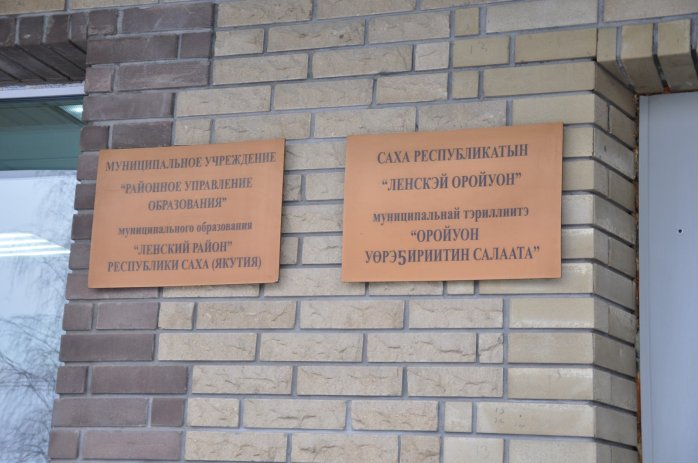 МУНИЦИПАЛЬНОЕ УЧРЕЖДЕНИЕ
"РАЙОННОЕ УПРАВЛЕНИЕ
ОБРАЗОВАНИЯ"
муниципального образования
"ЛЕНСКИЙ РАЙОН"
РЕСПУБЛИКИ САХА (ЯКУТИЯ)
САХА РЕСПУБЛИКАТЫН
"ЛЕНСКЭЙ ОРОЙУОН"
муниципальнай тэриллиитэ
"ОРОЙУОН
УӨРЭ5ИРИИТИН САЛААТА"